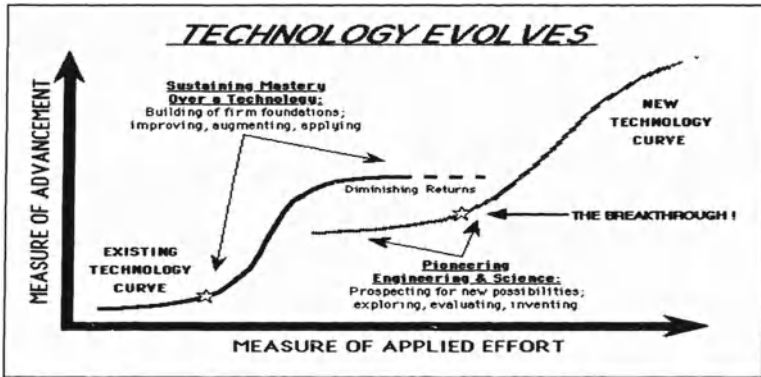 TECHNOLOGY EVOLVES
Sustaining Mastery
Over a Technology:
Building of firm foundations;
improving, augmenting, applying
NEW
TECHNOLOGY
CURVE
Diminishing Returns
THE BREAKTHROUGH !
EXISTING
TECHNOLOGY
CURVE
Pioneering
Engineering & Science:
Prospecting for new possibilities;
exploring, evaluating, inventing
MEASURE OF ADVANCEMENT
MEASURE OF APPLIED EFFORT